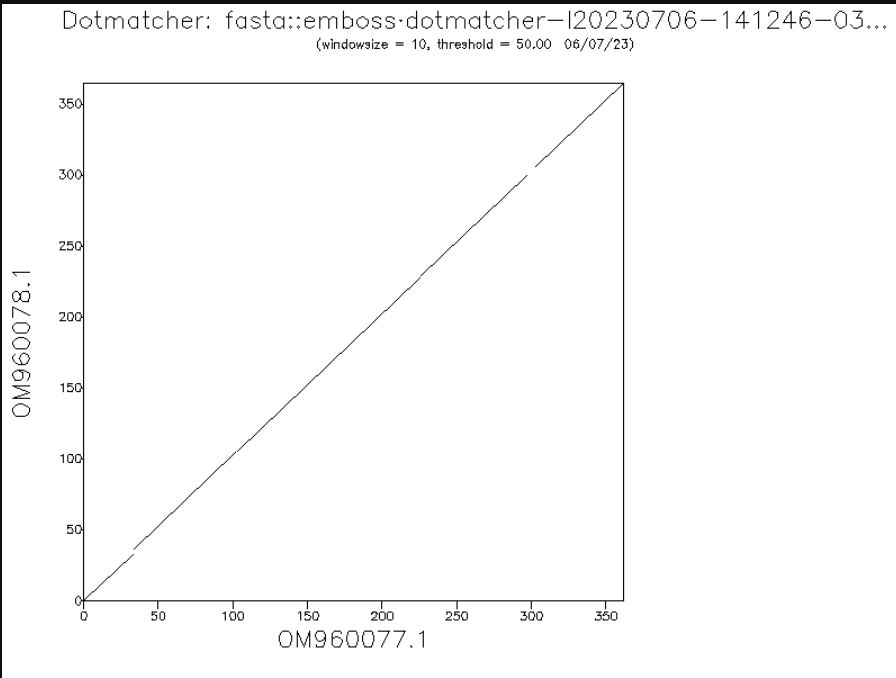 Dotmatcher: fasta::emboss-dotmatcher-I20230706-141246-03...
(windowsize = 10, threshold = 50.00 06/07/23)
350
300
250
200
150
100
50
0
OM960078.1
0 50 100 150 200 250 300 350
OM960077.1